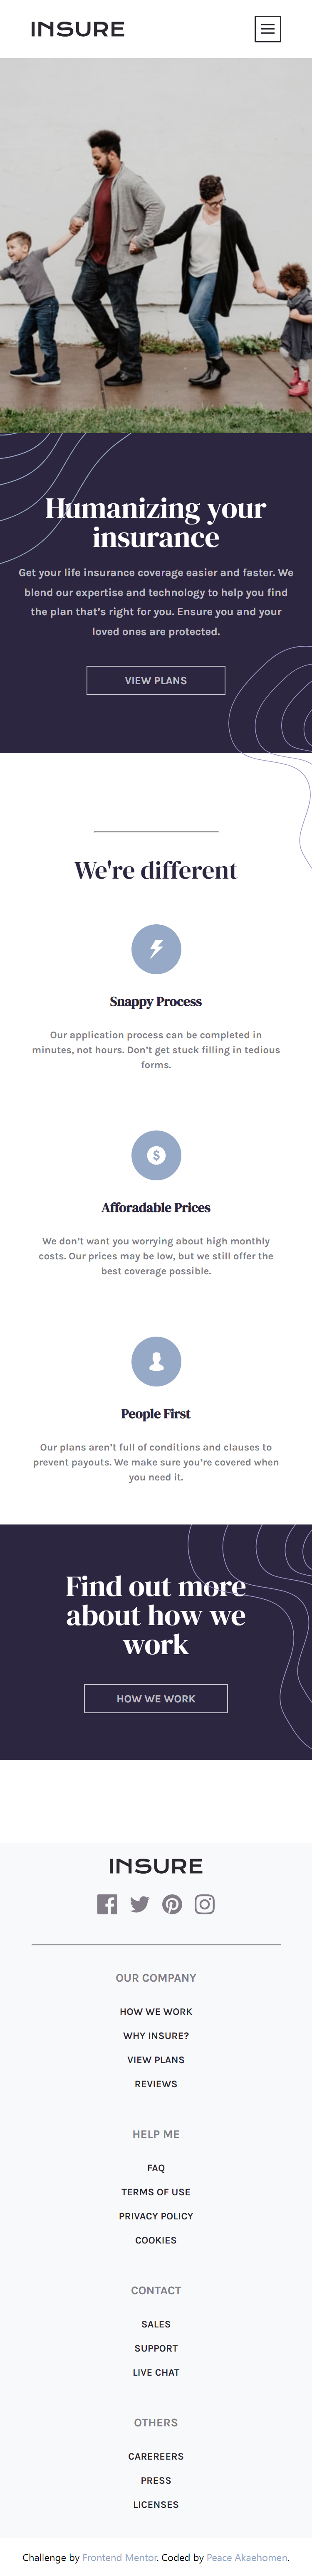 INSURE
Humanizing your
insurance
Get your life insurance coverage easier and faster. We
blend our expertise and technology to help you find
the plan that’s right for you. Ensure you and your
loved ones are protected.
VIEW PLANS
We're different
Snappy Process
Our application process can be completed in
minutes, not hours. Don’t get stuck filling in tedious
forms.
Afforadable Prices
We don’t want you worrying about high monthly
costs. Our prices may be low, but we still offer the
best coverage possible.
People First
Our plans aren’t full of conditions and clauses to
prevent payouts. We make sure you’re covered when
you need it.
Find out more
about how we
work
HOW WE WORK
INSURE
OUR COMPANY
HOW WE WORK
WHY INSURE?
VIEW PLANS
REVIEWS
HELP ME
FAQ
TERMS OF USE
PRIVACY POLICY
COOKIES
CONTACT
SALES
SUPPORT
LIVE CHAT
OTHERS
CAREREERS
PRESS
LICENSES
Challenge by Frontend Mentor. Coded by Peace Akaehomen.